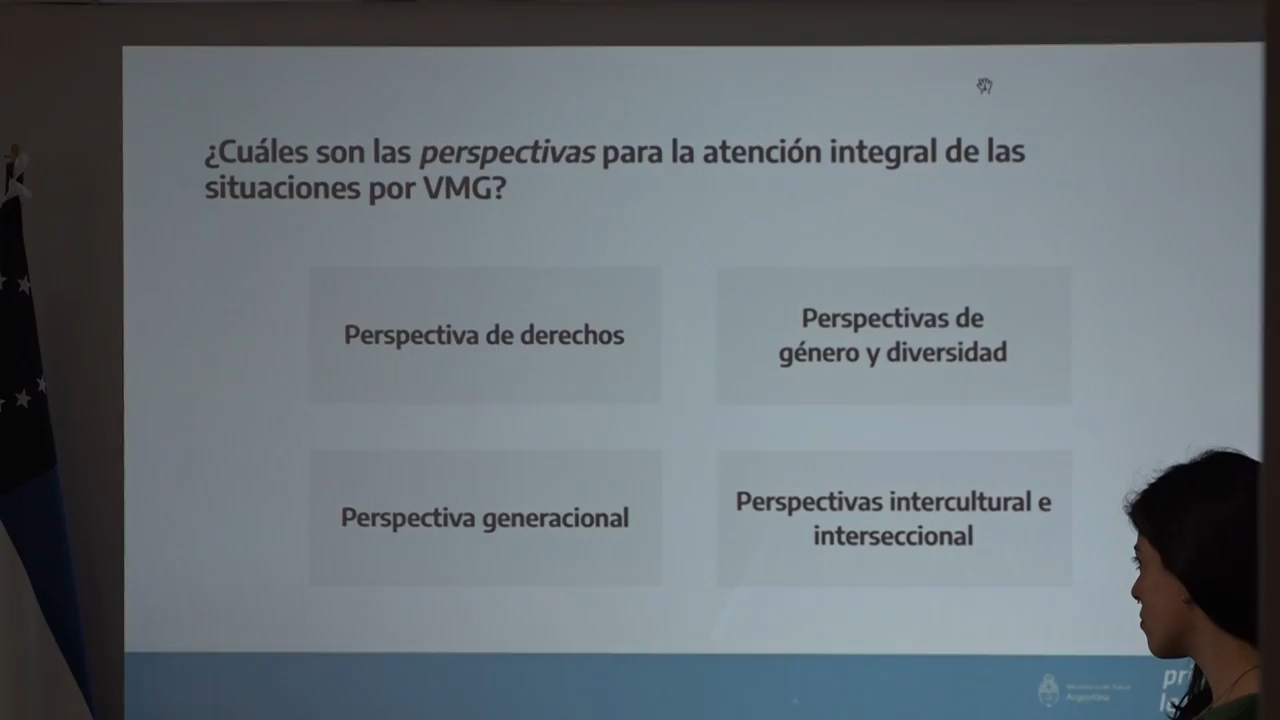 ¿Cuáles son las perspectivas para la atención integral de las
situaciones por VMG?
Perspectiva de derechos
Perspectivas de
género y diversidad
Perspectiva generacional
Perspectivas intercultural e
interseccional
Ministerio de Salud
Argentina